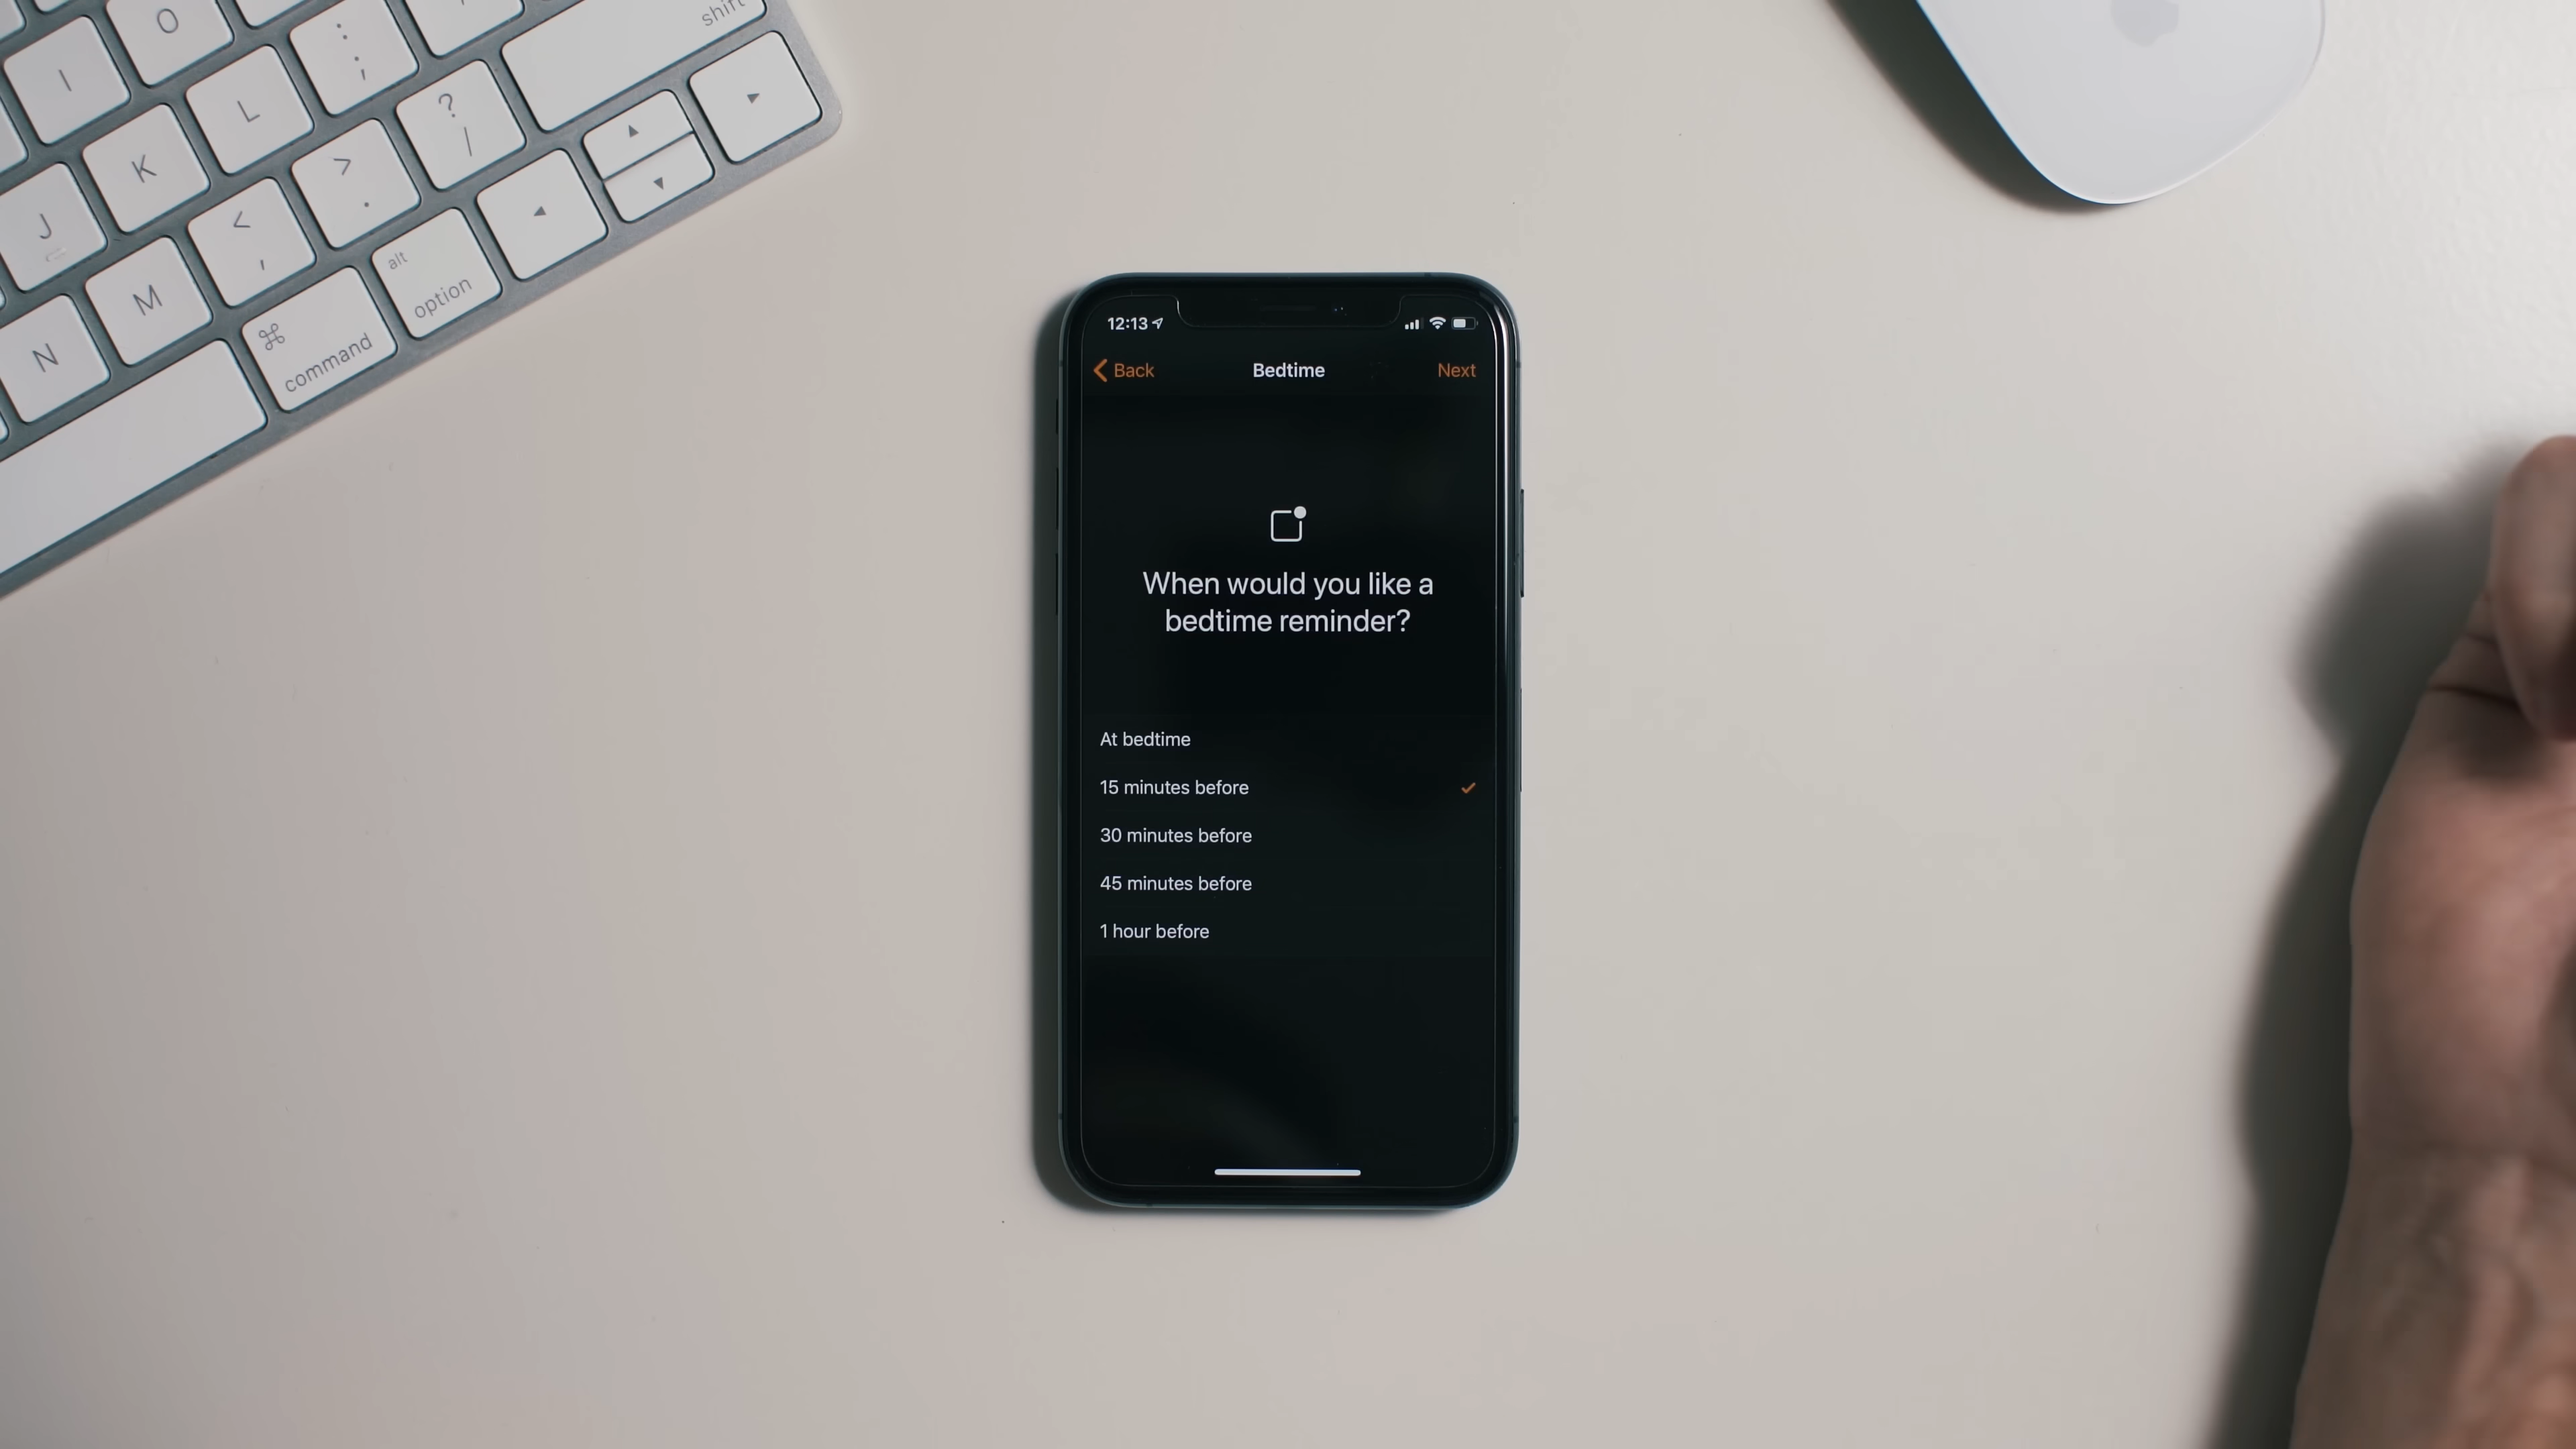 shift
O
I
L
:
;
?
K
>
.
J
<
,
alt
option
M
N
⌘
command
12:13
Back
Bedtime
Next
When would you like a
bedtime reminder?
At bedtime
15 minutes before
30 minutes before
45 minutes before
1 hour before